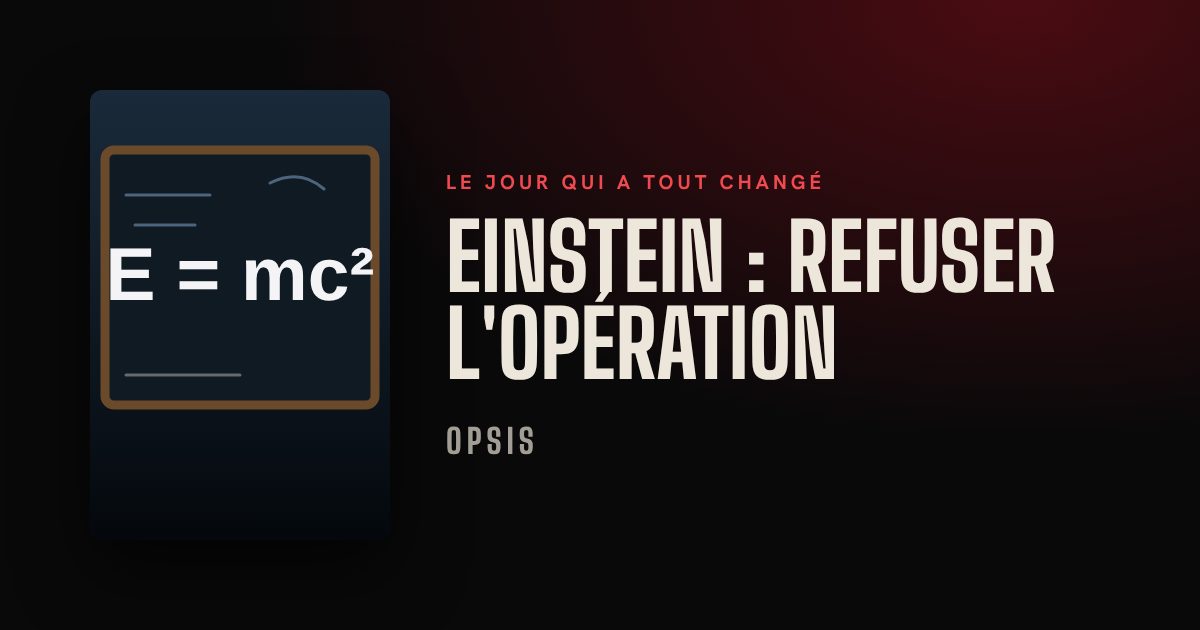 E = mc²
LE JOUR QUI A TOUT CHANGÉ
EINSTEIN : REFUSER
L'OPÉRATION
OPSIS